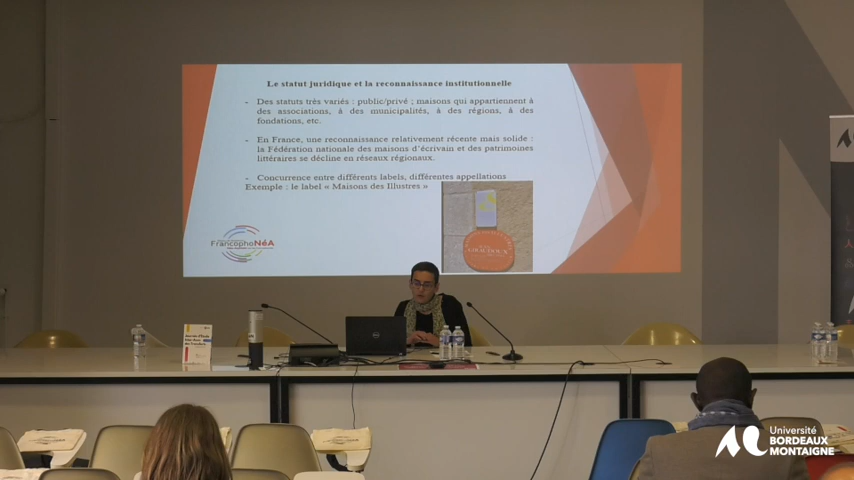 Le statut juridique et la reconnaissance institutionnelle
- Des statuts très variés : public/privé ; maisons qui appartiennent à
des associations, à des municipalités, à des régions, à des
fondations, etc.
- En France, une reconnaissance relativement récente mais solide :
la Fédération nationale des maisons d'écrivain et des patrimoines
littéraires se décline en réseaux régionaux.
- Concurrence entre différents labels, différentes appellations
Exemple : le label « Maisons des Illustres »
GIRAUDOUX
FrancophoNéA
DELL
Université
BORDEAUX
MONTAIGNE